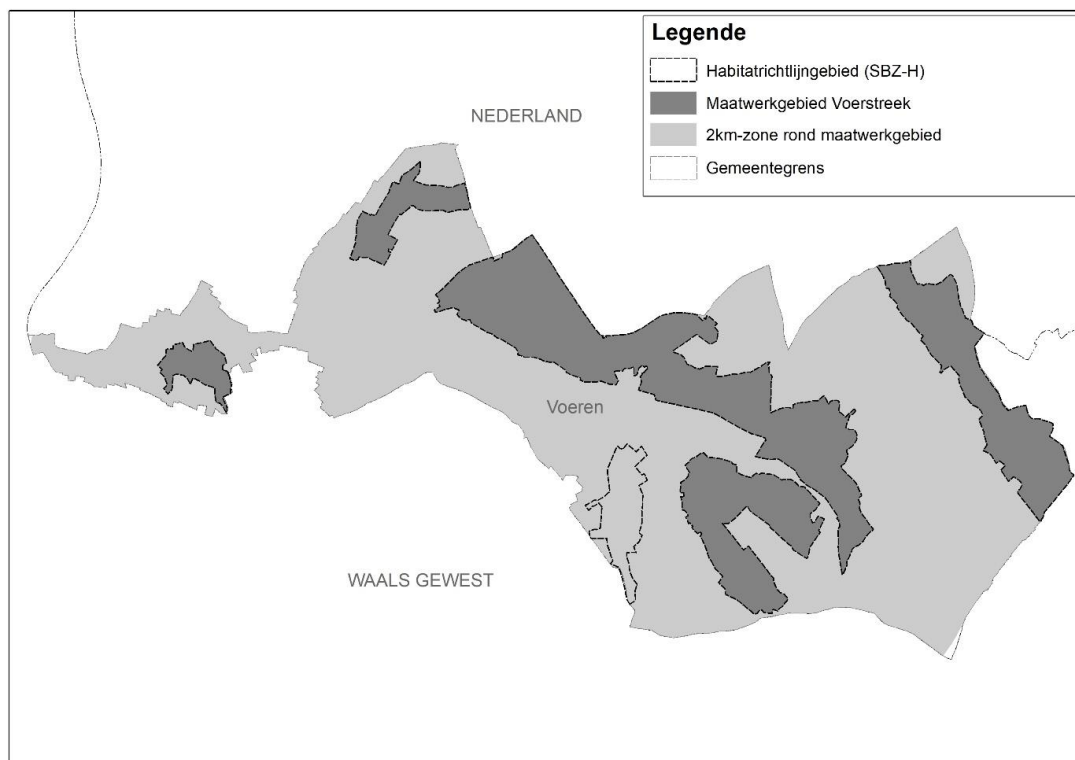 Legende
Habitatrichtlijngebied (SBZ-H)
Maatwerkgebied Voerstreek
2km-zone rond maatwerkgebied
Gemeentegrens
NEDERLAND
Voeren
WAALS GEWEST